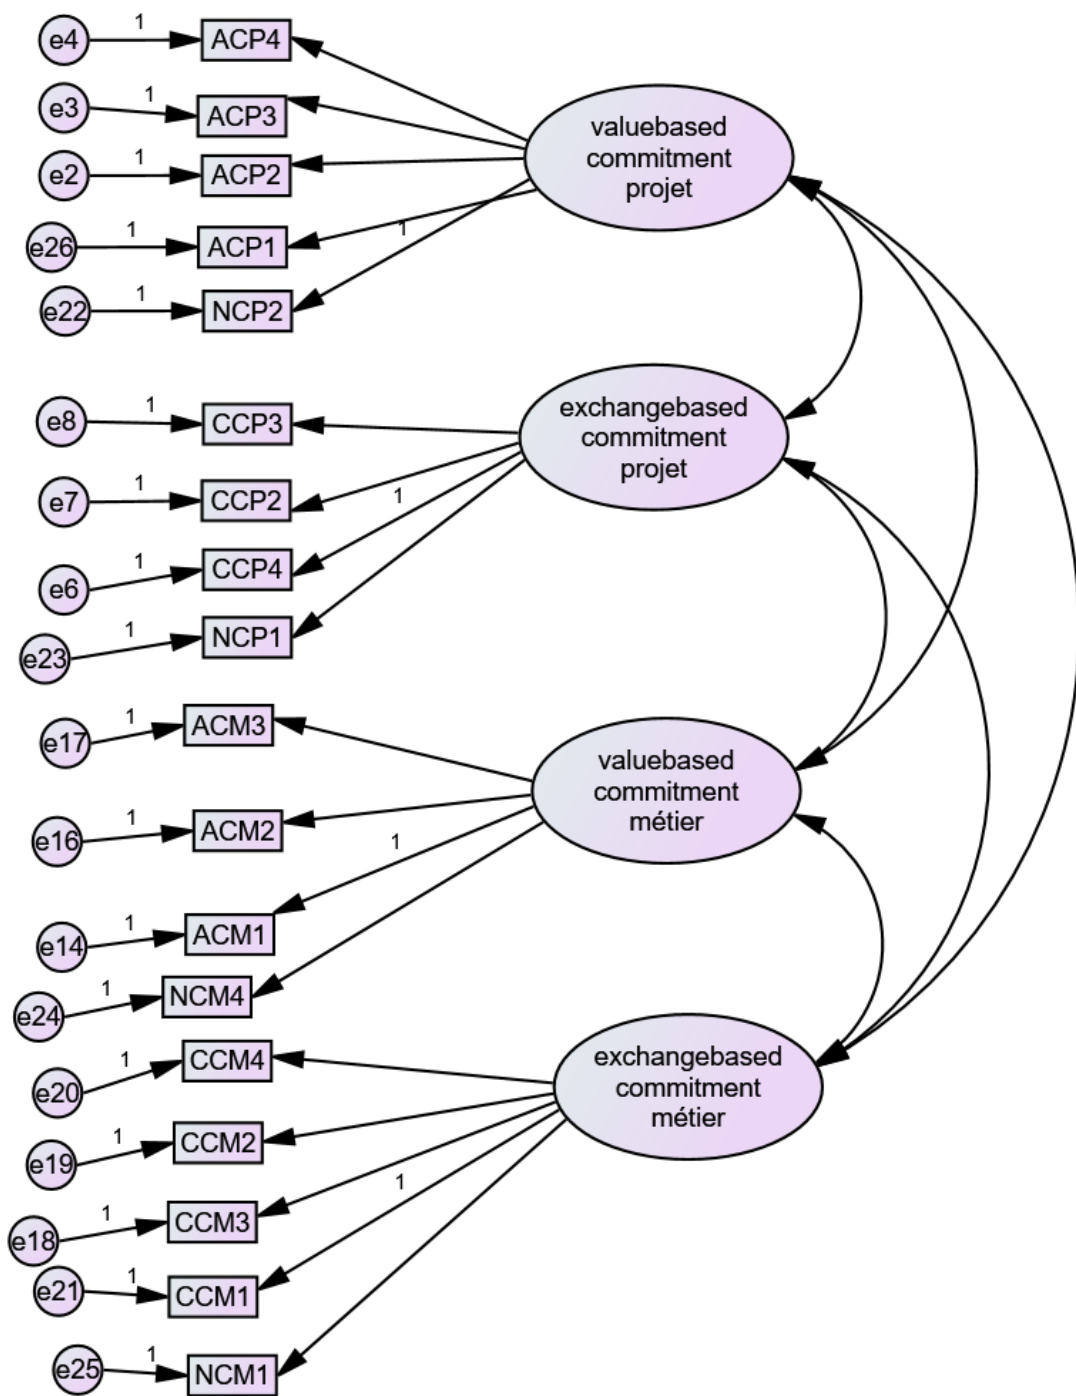 e4 1 ACP4
e3 1 ACP3
e2 1 ACP2
e26 1 ACP1
1
e22 1 NCP2
valuebased
commitment
projet
e8 1 CCP3
e7 1 CCP2
1
e6 1 CCP4
e23 1 NCP1
exchangebased
commitment
projet
e17 1 ACM3
e16 1 ACM2
1
e14 1 ACM1
e24 1 NCM4
valuebased
commitment
métier
e20 1 CCM4
e19 1 CCM2
e18 1 CCM3
1
e21 1 CCM1
e25 1 NCM1
exchangebased
commitment
métier